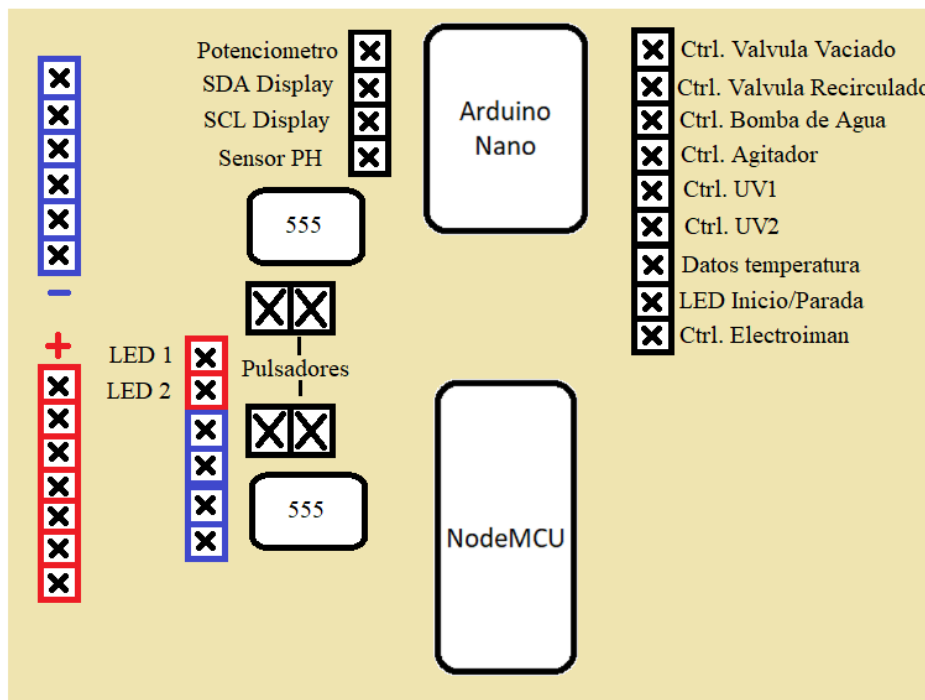 Potenciometro
SDA Display
SCL Display
Sensor PH
555
Arduino
Nano
Ctrl. Valvula Vaciado
Ctrl. Valvula Recirculado
Ctrl. Bomba de Agua
Ctrl. Agitador
Ctrl. UV1
Ctrl. UV2
Datos temperatura
LED Inicio/Parada
Ctrl. Electroiman
−
+
LED 1
LED 2
Pulsadores
555
NodeMCU